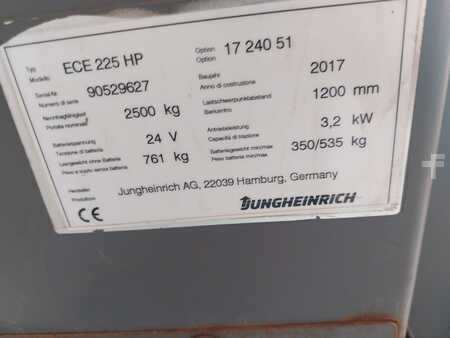 Typ
Modello
ECE 225 HP
Option
Option
17 240 51
Serial.Nr.
Numero di serie
90529627
Baujahr
Anno di costruzione
2017
Nenntragfähigkeit
Portata nominale
2500 kg
Lastschwerpunktabstand
Baricentro
1200 mm
Batteriespannung
Tensione di batteria
24 V
Antriebsleistung
Capacità di trazione
3,2 kW
Leergewicht ohne Batterie
Peso a vuoto senza batteria
761 kg
Batteriegewicht min/max
Peso batteria min/max
350/535 kg
Hersteller
Produttore
Jungheinrich AG, 22039 Hamburg, Germany
CE
JUNGHEINRICH
f